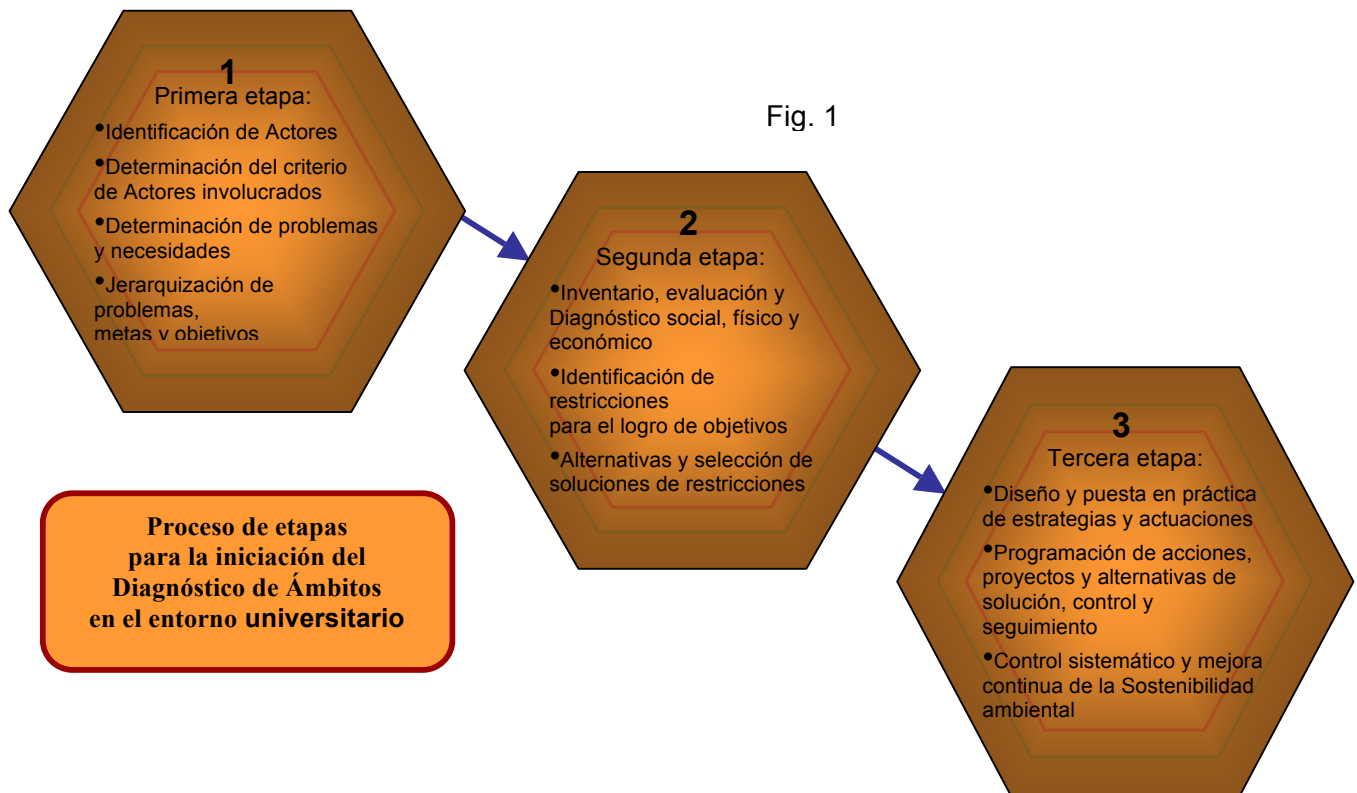 Fig. 1
1
Primera etapa:
•Identificación de Actores
•Determinación del criterio
de Actores involucrados
•Determinación de problemas
y necesidades
•Jerarquización de
problemas,
metas y objetivos
2
Segunda etapa:
•Inventario, evaluación y
Diagnóstico social, físico y
económico
•Identificación de
restricciones
para el logro de objetivos
•Alternativas y selección de
soluciones de restricciones
3
Tercera etapa:
•Diseño y puesta en práctica
de estrategias y actuaciones
•Programación de acciones,
proyectos y alternativas de
solución, control y
seguimiento
•Control sistemático y mejora
continua de la Sostenibilidad
ambiental
Proceso de etapas
para la iniciación del
Diagnóstico de Ámbitos
en el entorno universitario